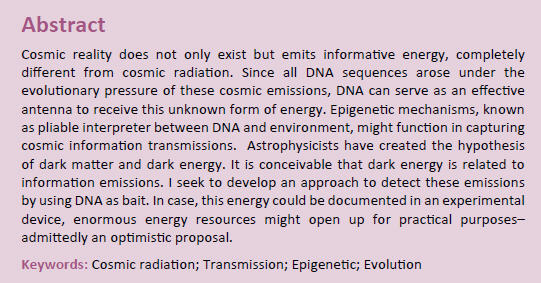 Abstract
Cosmic reality does not only exist but emits informative energy, completely
different from cosmic radiation. Since all DNA sequences arose under the
evolutionary pressure of these cosmic emissions, DNA can serve as an effective
antenna to receive this unknown form of energy. Epigenetic mechanisms, known
as pliable interpreter between DNA and environment, might function in capturing
cosmic information transmissions. Astrophysicists have created the hypothesis
of dark matter and dark energy. It is conceivable that dark energy is related to
information emissions. I seek to develop an approach to detect these emissions
by using DNA as bait. In case, this energy could be documented in an experimental
device, enormous energy resources might open up for practical purposes–
admittedly an optimistic proposal.
Keywords: Cosmic radiation; Transmission; Epigenetic; Evolution